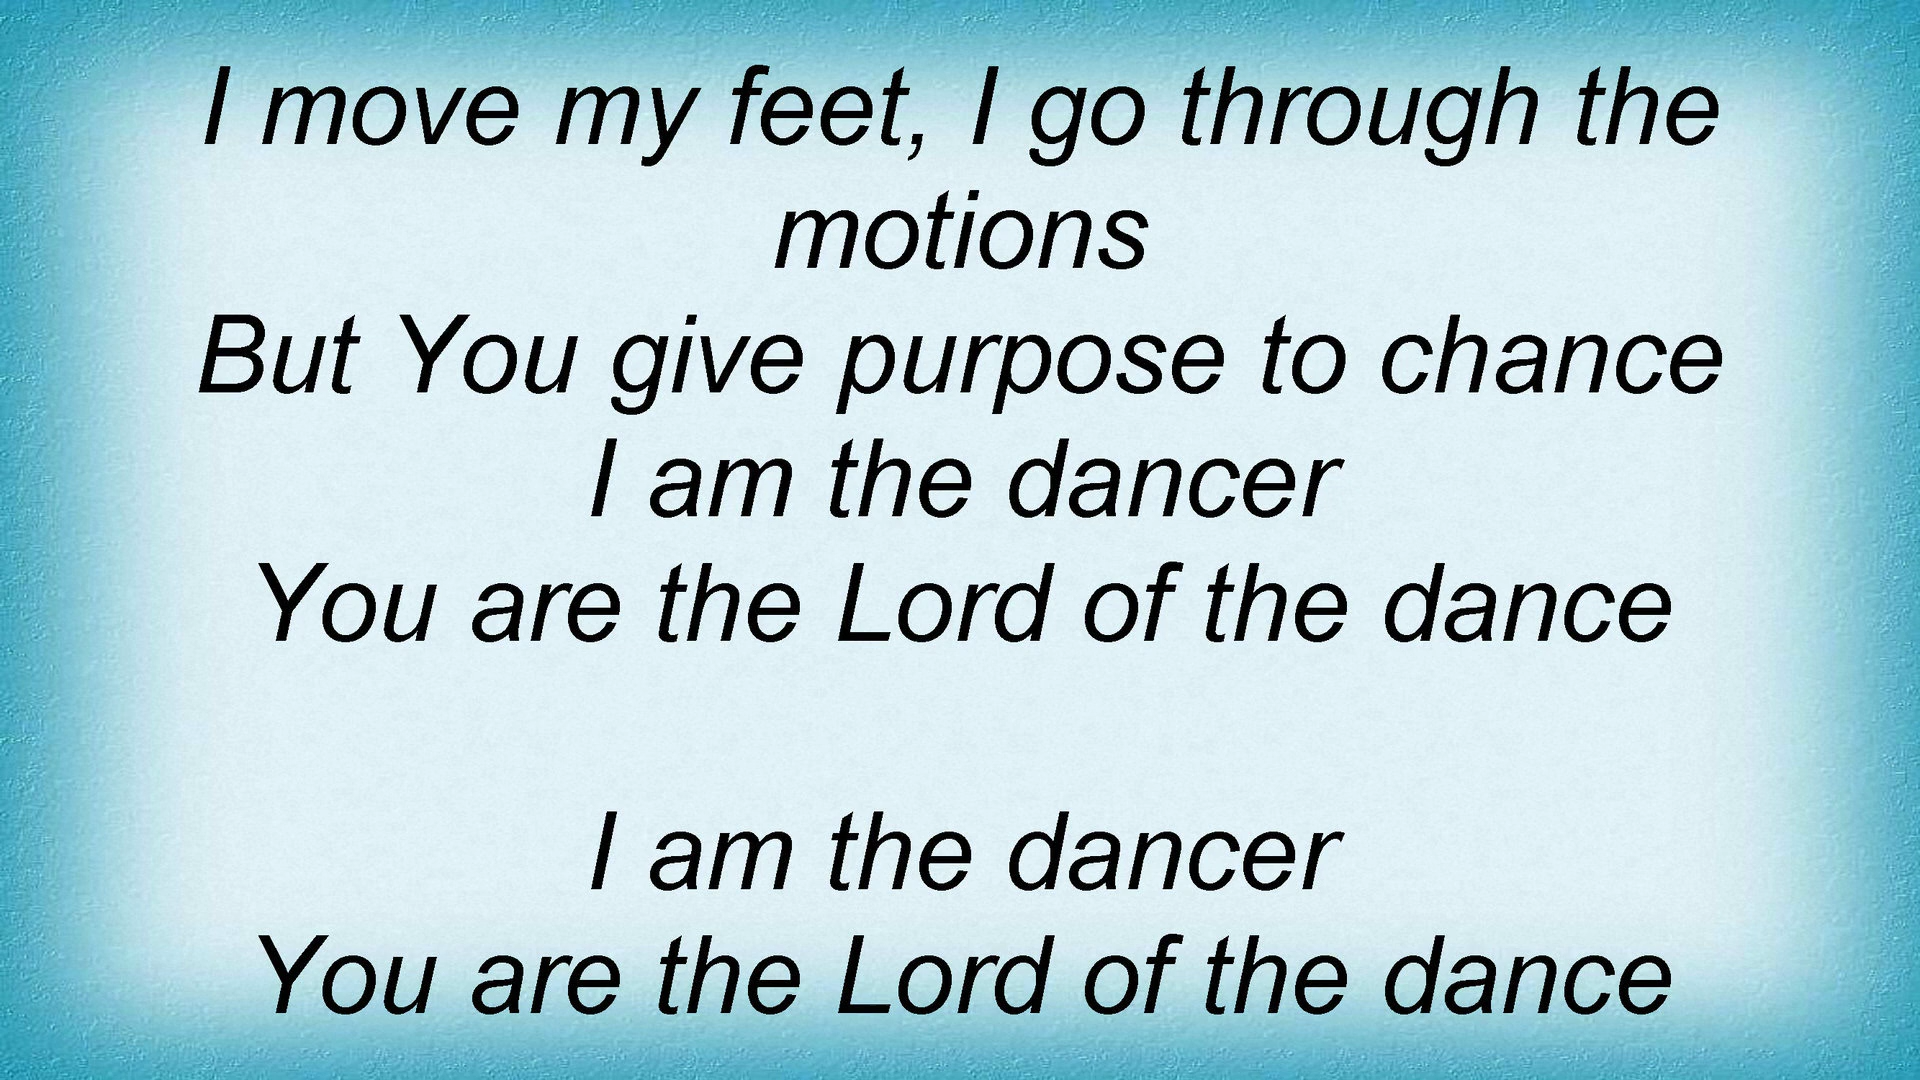 I move my feet, I go through the
motions
But You give purpose to chance
I am the dancer
You are the Lord of the dance
I am the dancer
You are the Lord of the dance